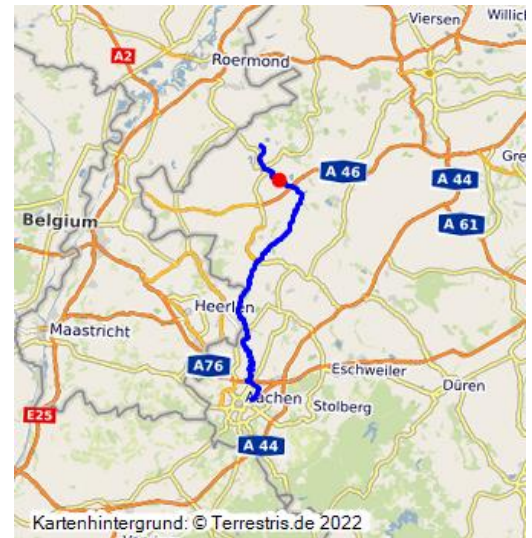 Viersen
Willich
A2
Roermond
A 46
Gre
A 44
Belgium
A 61
Heerlen
Maastricht
A76
Eschweiler
Aachen
Düren
Stolberg
E25
A 44
Kartenhintergrund: © Terrestris.de 2022